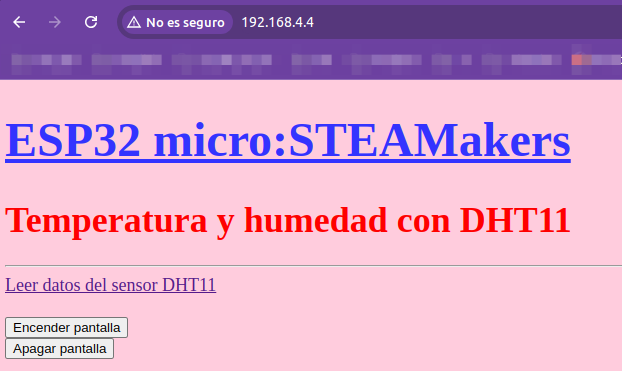 No es seguro 192.168.4.4
ESP32 micro:STEAMakers
Temperatura y humedad con DHT11
Leer datos del sensor DHT11
Encender pantalla
Apagar pantalla